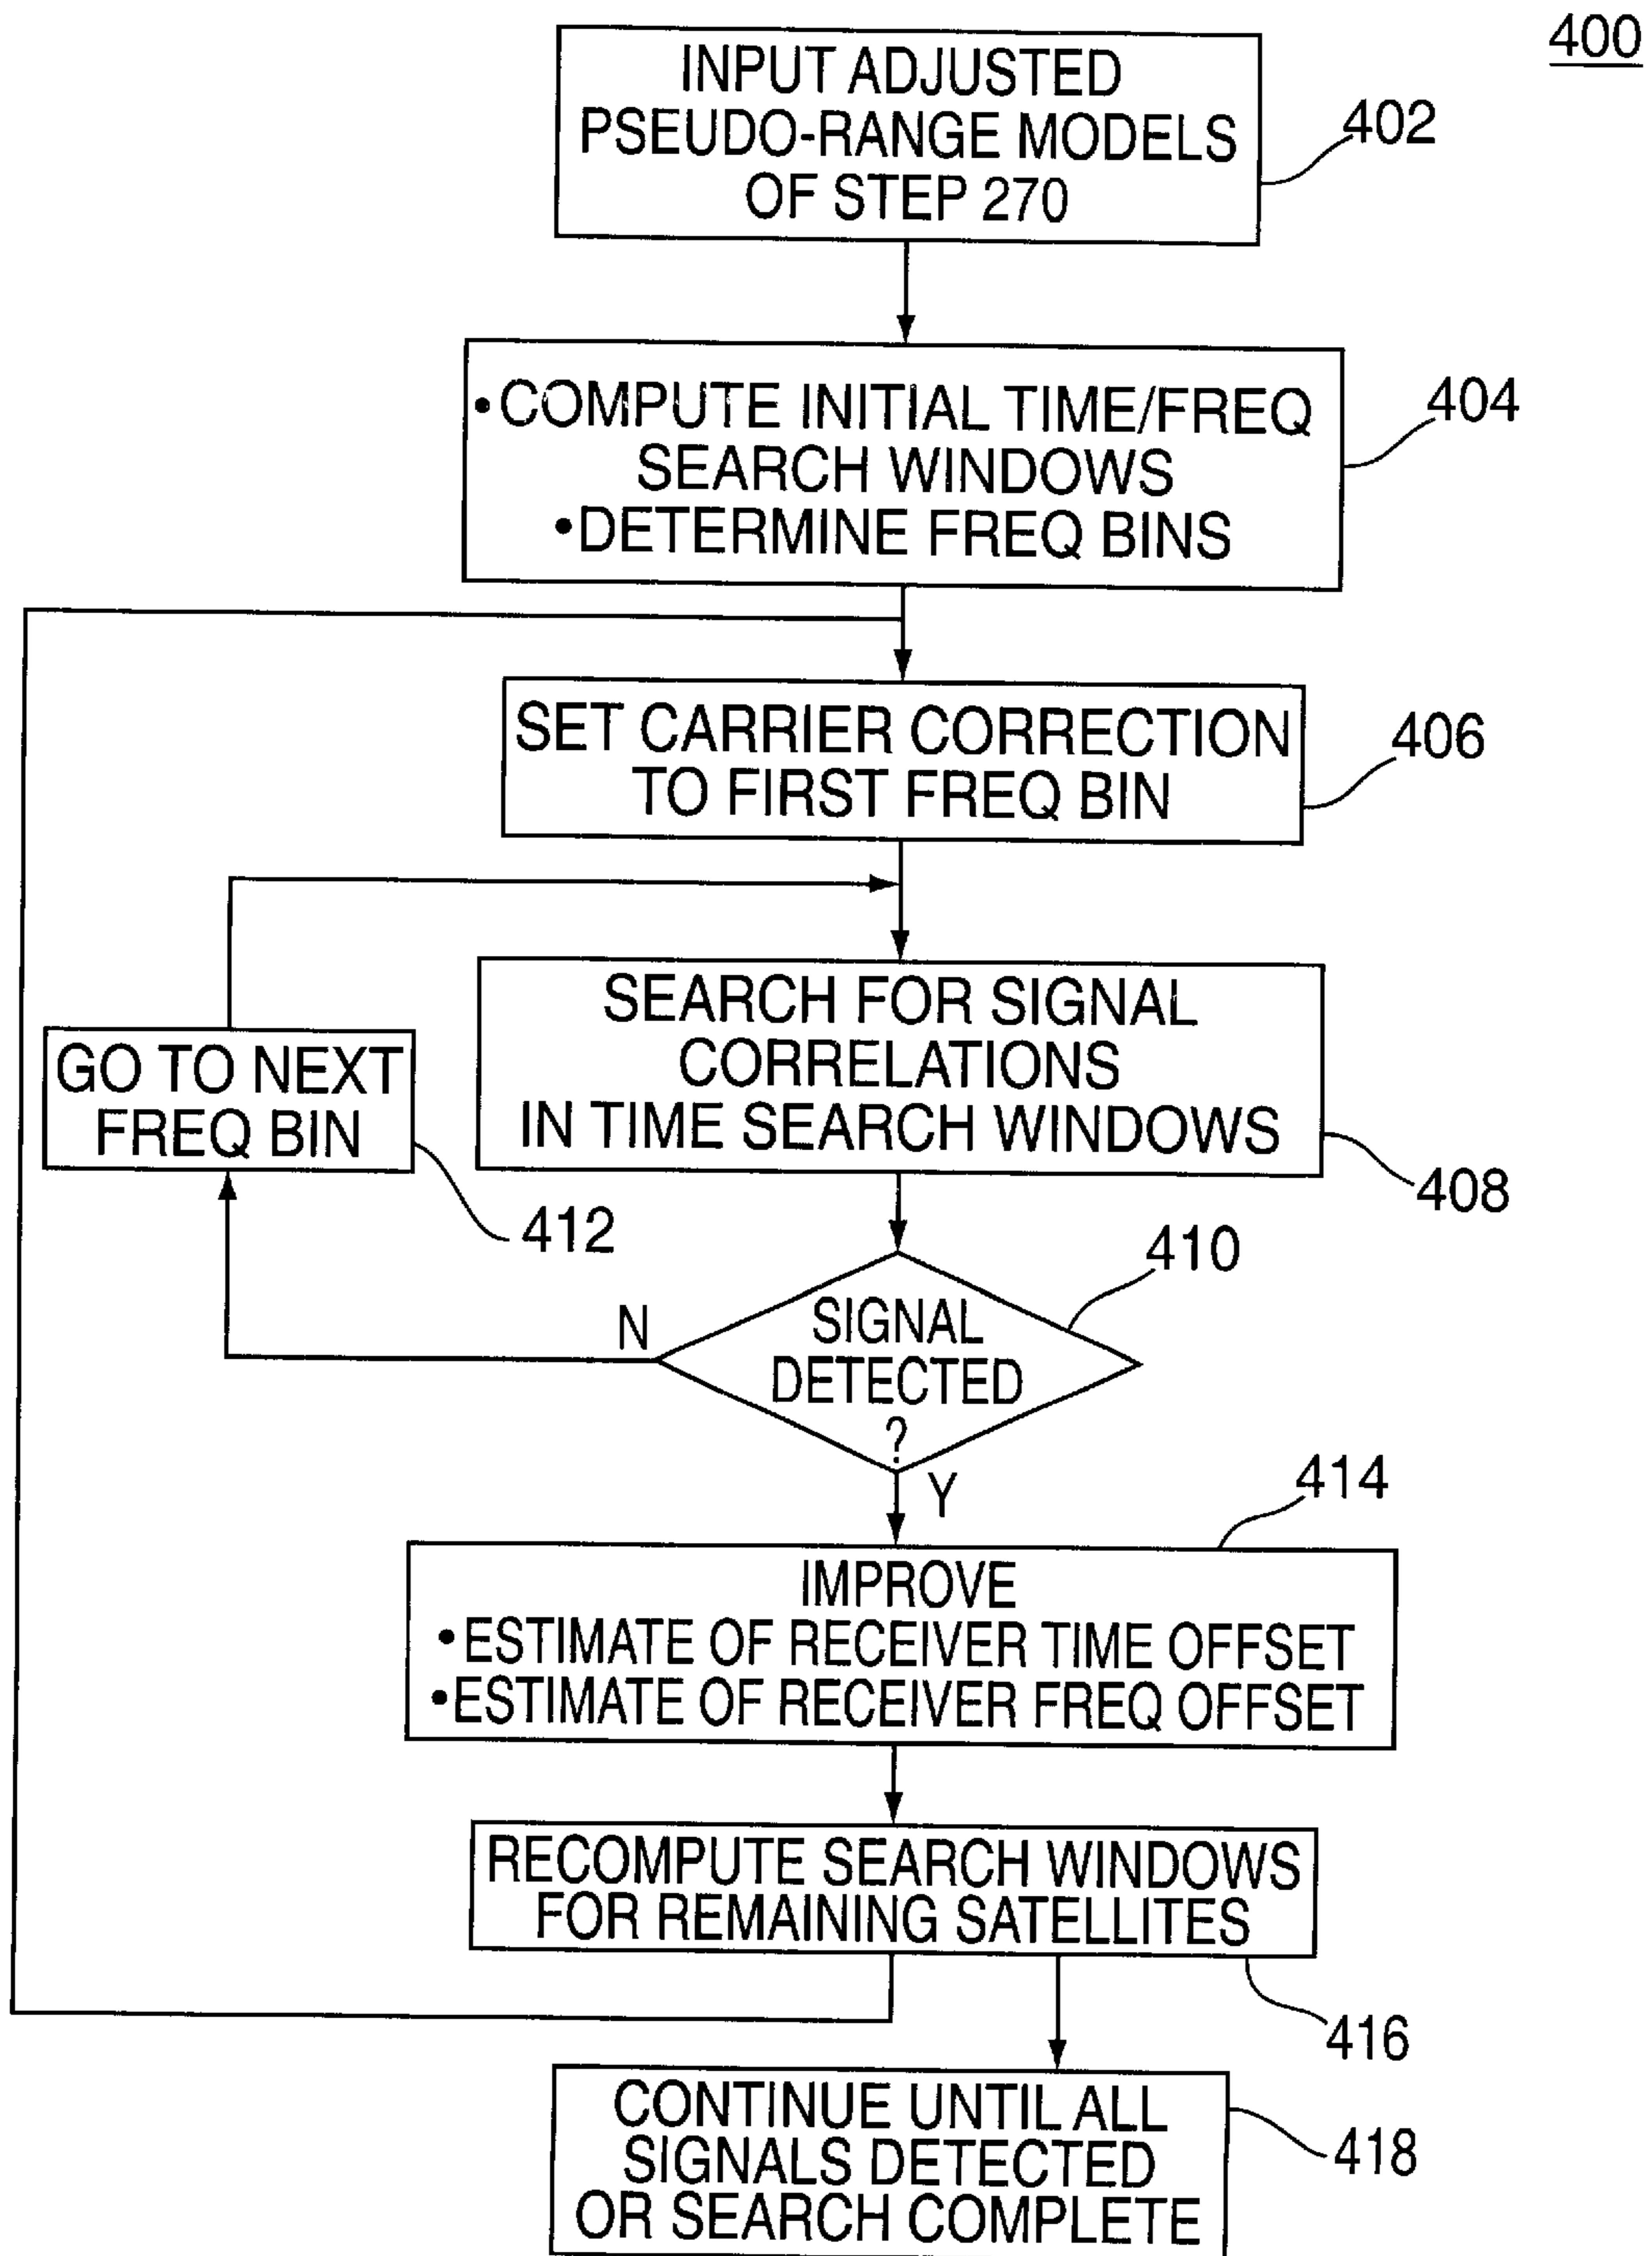 400
INPUT ADJUSTED
PSEUDO-RANGE MODELS
OF STEP 270
402
•COMPUTE INITIAL TIME/FREQ
SEARCH WINDOWS
•DETERMINE FREQ BINS
404
SET CARRIER CORRECTION
TO FIRST FREQ BIN
406
SEARCH FOR SIGNAL
CORRELATIONS
IN TIME SEARCH WINDOWS
408
GO TO NEXT
FREQ BIN
412
410
SIGNAL
DETECTED
?
N
Y
414
IMPROVE
•ESTIMATE OF RECEIVER TIME OFFSET
•ESTIMATE OF RECEIVER FREQ OFFSET
RECOMPUTE SEARCH WINDOWS
FOR REMAINING SATELLITES
416
CONTINUE UNTIL ALL
SIGNALS DETECTED
OR SEARCH COMPLETE
418